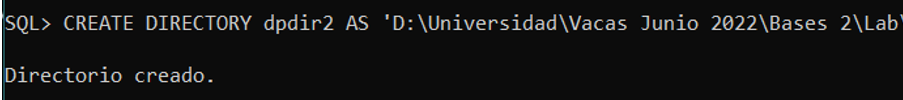 SQL> CREATE DIRECTORY dpdir2 AS 'D:\Universidad\Vacas Junio 2022\Bases 2\Lab\
Directorio creado.